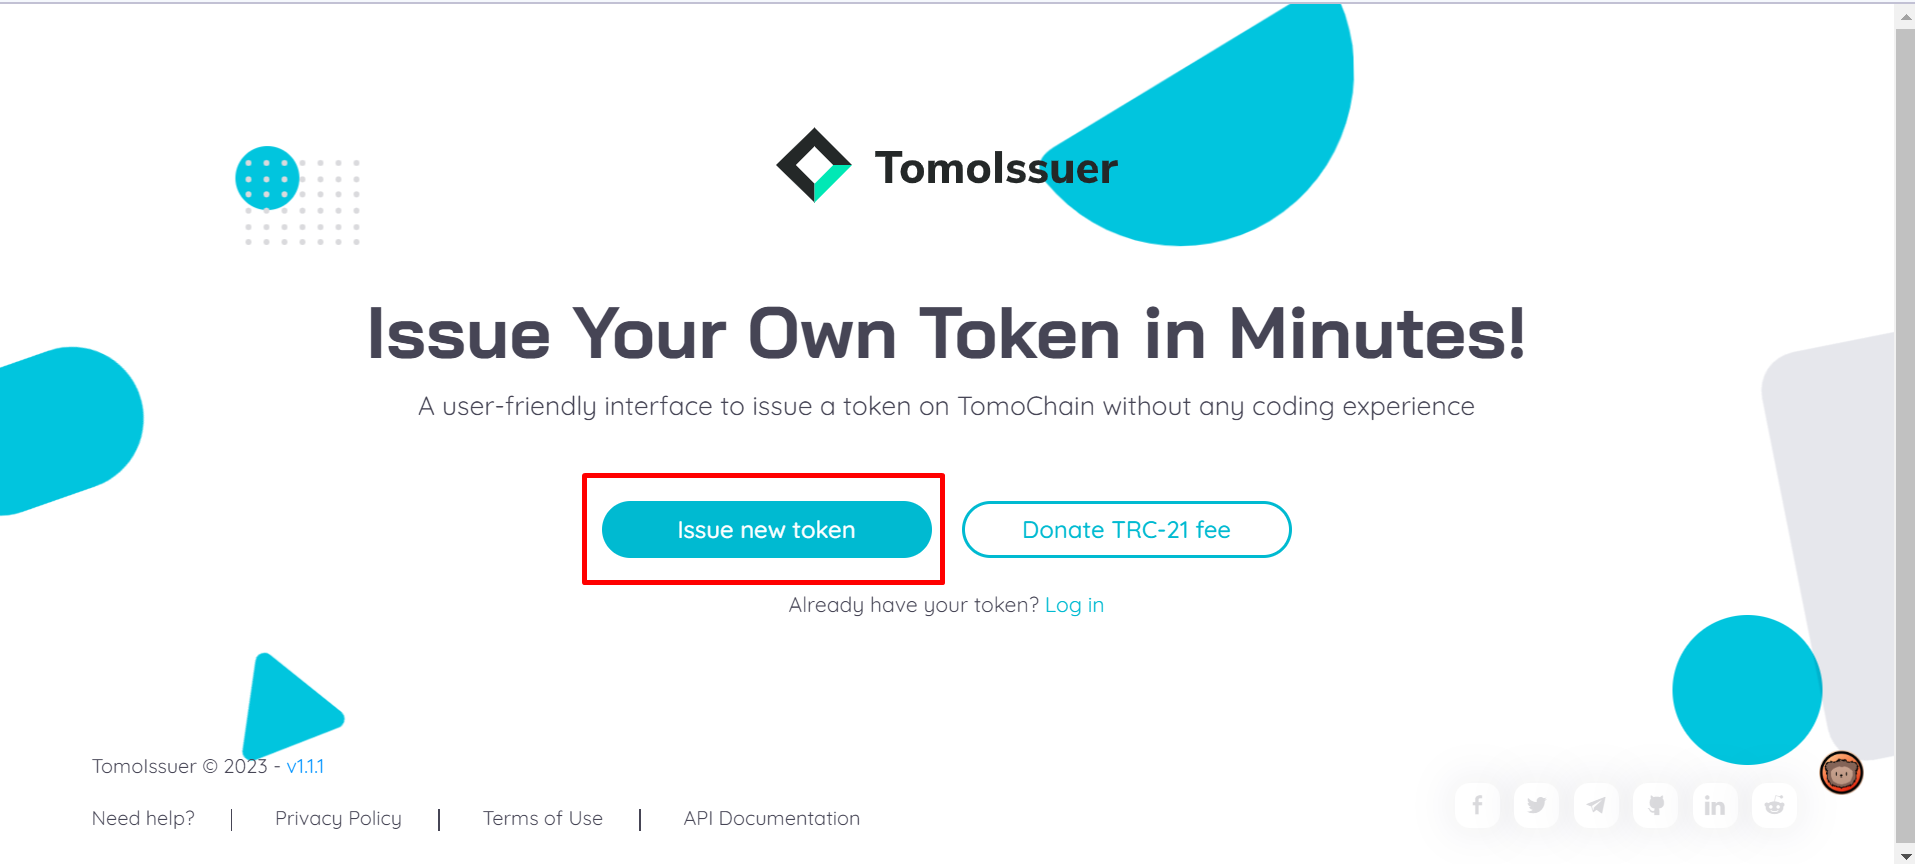 TomoIssuer
Issue Your Own Token in Minutes!
A user-friendly interface to issue a token on TomoChain without any coding experience
Issue new token
Donate TRC-21 fee
Already have your token? Log in
TomoIssuer © 2023 - v1.1.1
Need help? | Privacy Policy | Terms of Use | API Documentation